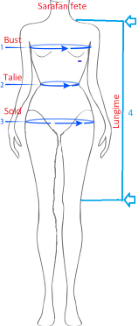 Sarafan fete
Bust
1
Talie
2
Sold
3
Lungime
4